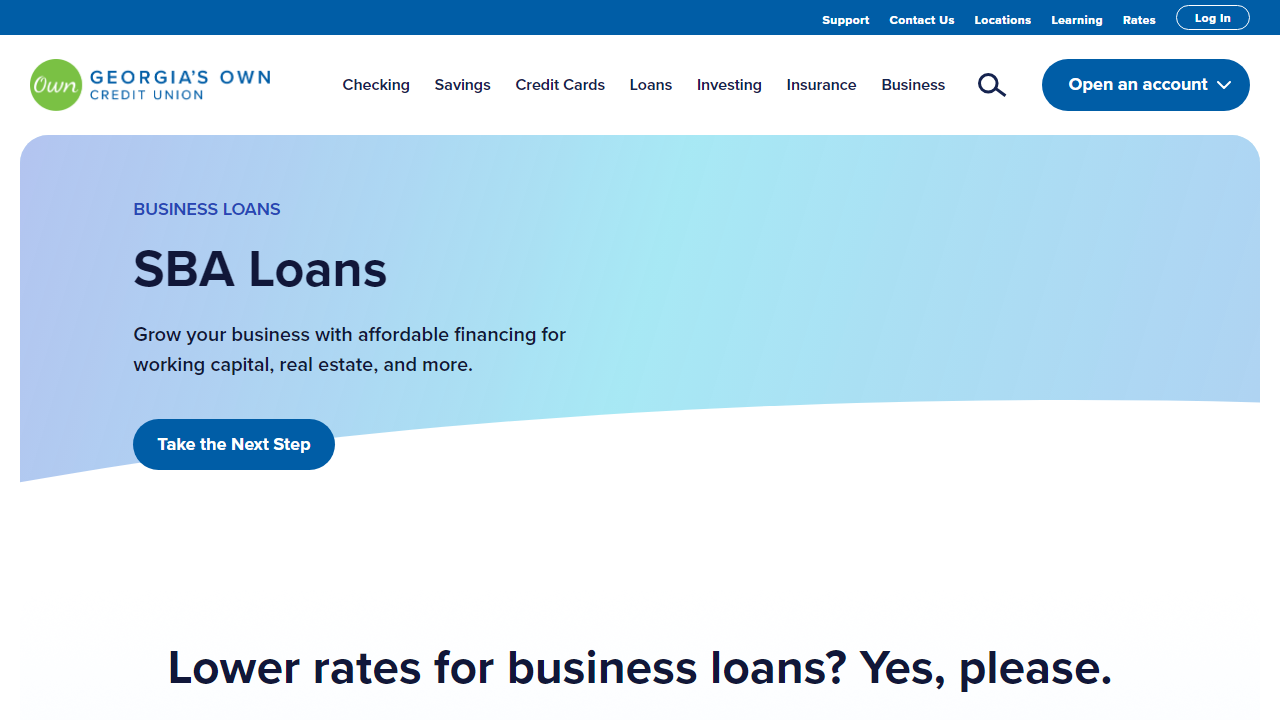 Support Contact Us Locations Learning Rates Log In
Own GEORGIA'S OWN
CREDIT UNION
Checking Savings Credit Cards Loans Investing Insurance Business
Open an account
BUSINESS LOANS
SBA Loans
Grow your business with affordable financing for
working capital, real estate, and more.
Take the Next Step
Lower rates for business loans? Yes, please.